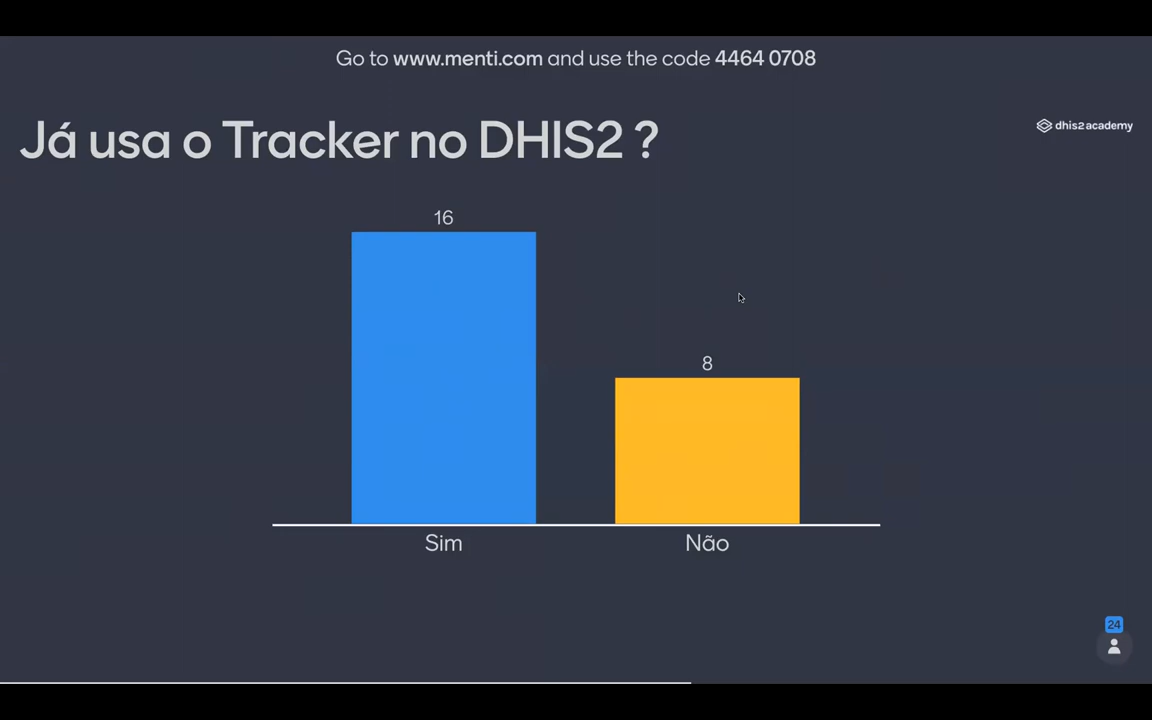 Go to www.menti.com and use the code 4464 0708
Já usa o Tracker no DHIS2 ?
dhis2 academy
16
8
Sim
Não
24